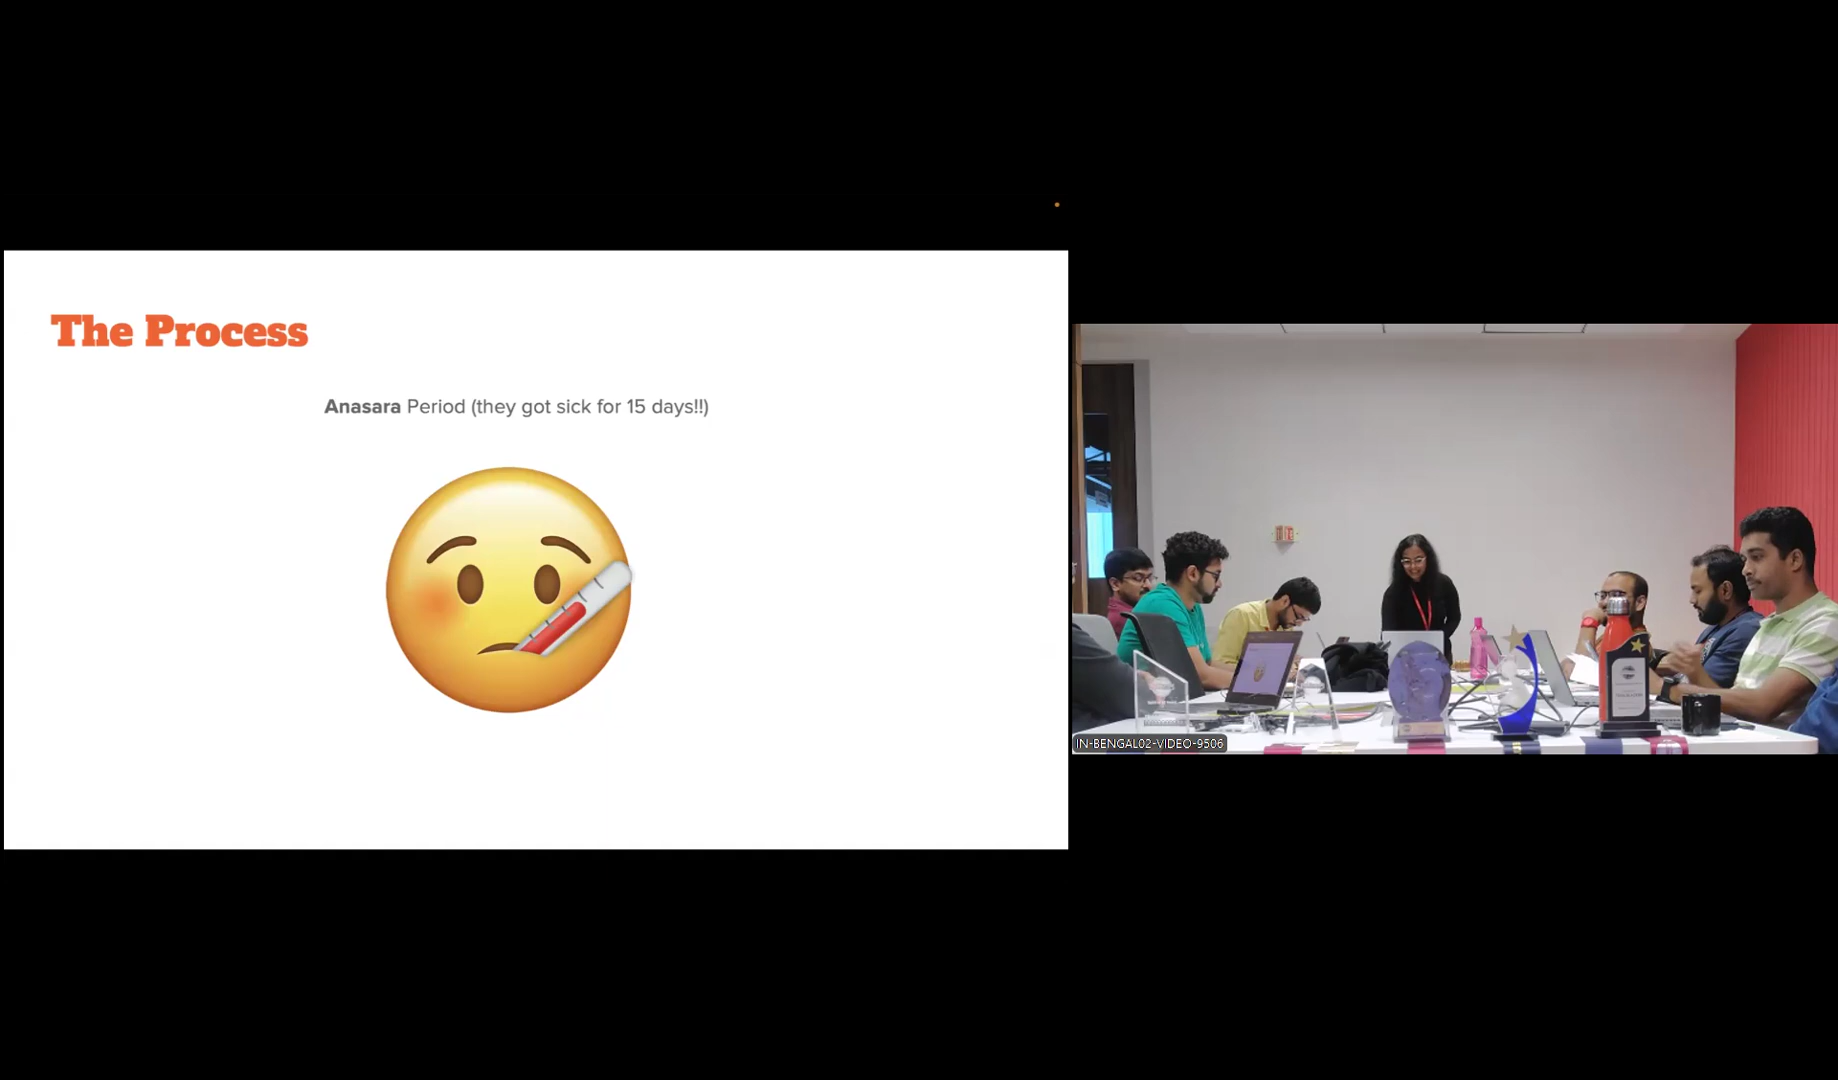 The Process
Anasara Period (they got sick for 15 days!!)
IN-BENGAL02-VIDEO-9506